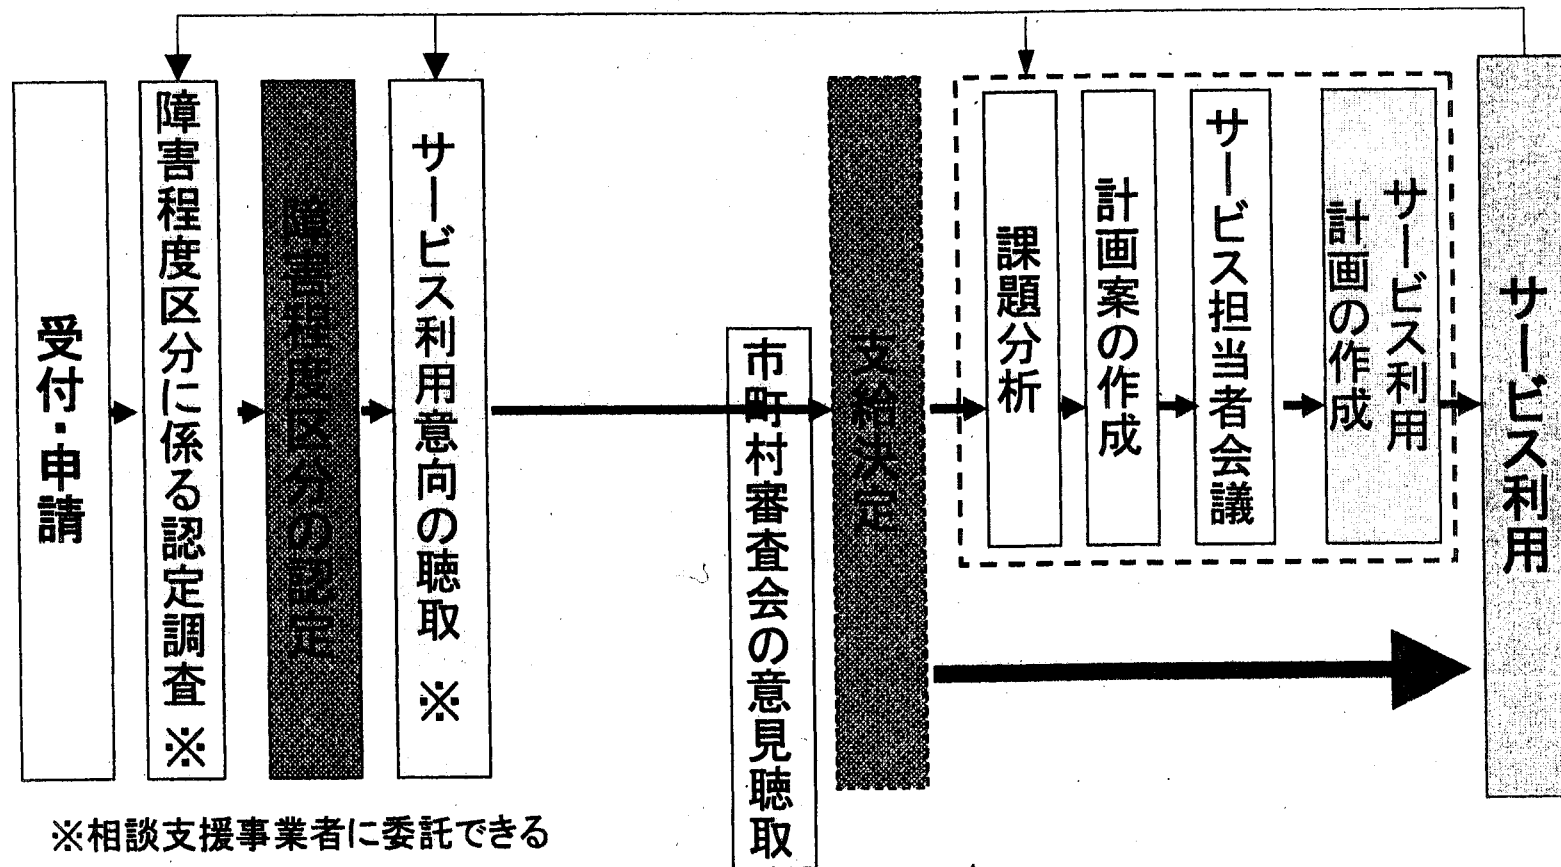 受付・申請
障害程度区分に係る認定調査 ※
障害程度区分の認定
サービス利用意向の聴取 ※
市町村審査会の意見聴取
支給決定
課題分析
計画案の作成
サービス担当者会議
サービス利用
計画の作成
サービス利用
※相談支援事業者に委託できる